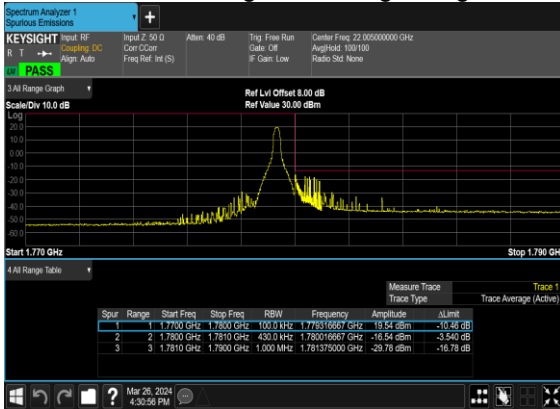 Spectrum Analyzer 1
Spurious Emissions
+
KEYSIGHT Input: RF Input Z: 50 Ω Atten: 40 dB Trig: Free Run Center Freq: 22.005000000 GHz
R T Coupling: DC Corr CCorr Gate: Off Avg|Hold: 100/100
Align: Auto Freq Ref: Int (S) IF Gain: Low Radio Std: None
PASS
3 All Range Graph Ref Lvl Offset 8.00 dB
Scale/Div 10.0 dB Ref Value 30.00 dBm
Log
20.0
10.0
0.00
-10.0
-20.0
-30.0
-40.0
-50.0
-60.0
Start 1.770 GHz Stop 1.790 GH
4 All Range Table
Measure Trace Trace 1
Trace Type Trace Average (Active)
Spur Range Start Freq Stop Freq RBW Frequency Amplitude ΔLimit
1 1 1.7700 GHz 1.7800 GHz 100.0 kHz 1.779316667 GHz 19.54 dBm -10.46 dB
2 2 1.7800 GHz 1.7810 GHz 430.0 kHz 1.780016667 GHz -16.54 dBm -3.540 dB
3 3 1.7810 GHz 1.7900 GHz 1.000 MHz 1.781375000 GHz -29.78 dBm -16.78 dB
? Mar 26, 2024
4:30:56 PM